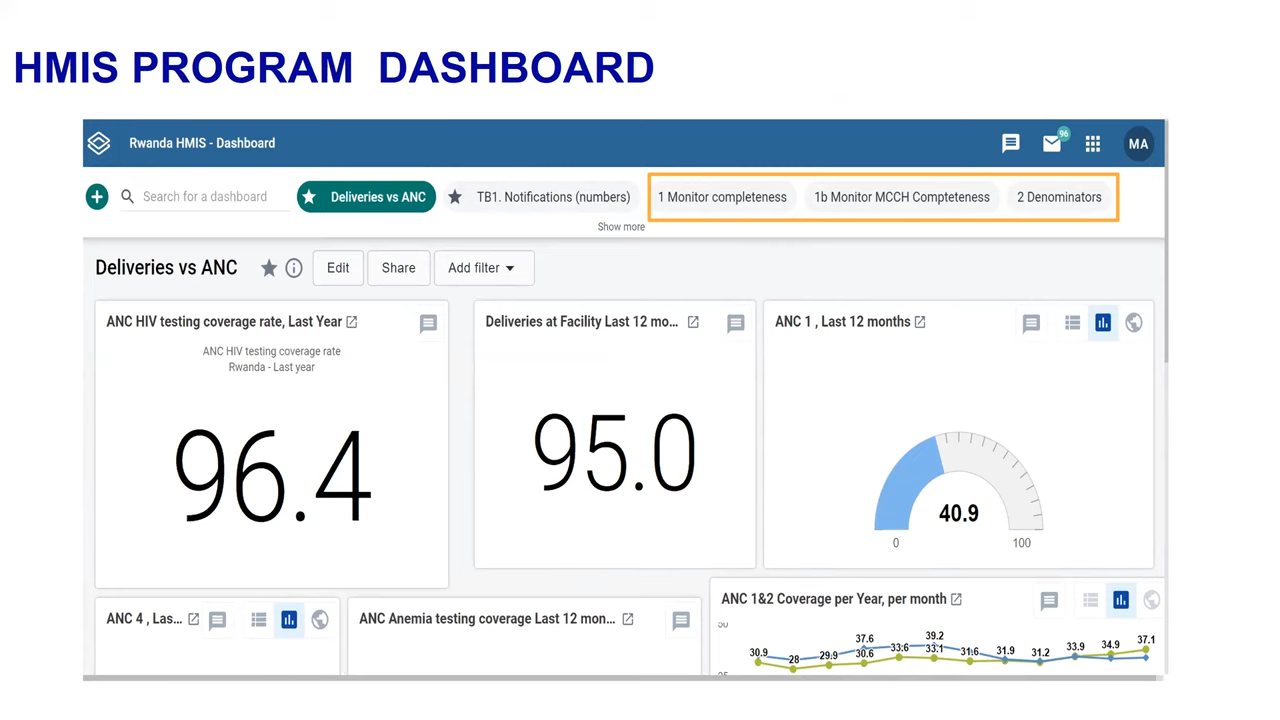 HMIS PROGRAM DASHBOARD
Rwanda HMIS - Dashboard
96
MA
Search for a dashboard
Deliveries vs ANC
TB1. Notifications (numbers)
1 Monitor completeness
1b Monitor MCCH Compteteness
2 Denominators
Show more
Deliveries vs ANC
Edit
Share
Add filter
ANC HIV testing coverage rate, Last Year
ANC HIV testing coverage rate
Rwanda - Last year
96.4
Deliveries at Facility Last 12 mo...
95.0
ANC 1 , Last 12 months
40.9
0
100
ANC 4 , Las...
ANC Anemia testing coverage Last 12 mon...
ANC 1&2 Coverage per Year, per month
30.9 28 29.9 37.6 30.6 33.6 39.2 33.1 31.6 31.9 31.2 33.9 34.9 37.1